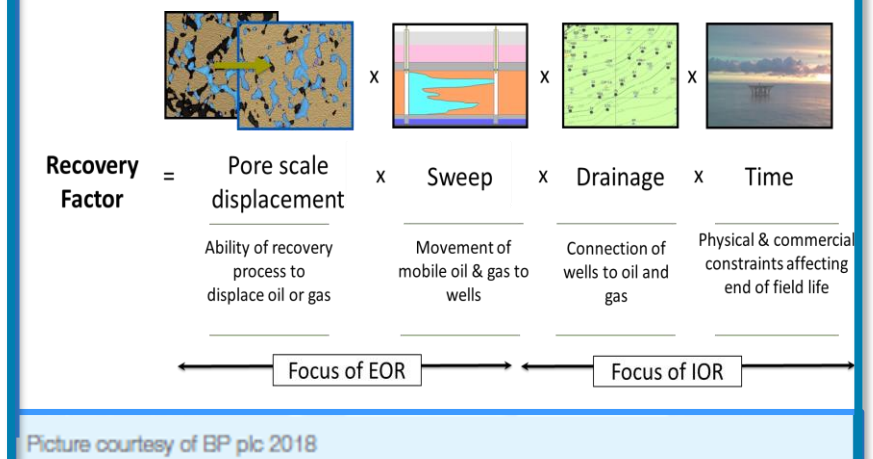 x x x
Recovery Factor = Pore scale displacement x Sweep x Drainage x Time
Ability of recovery process to displace oil or gas
Movement of mobile oil & gas to wells
Connection of wells to oil and gas
Physical & commercial constraints affecting end of field life
Focus of EOR
Focus of IOR
Picture courtesy of BP plc 2018